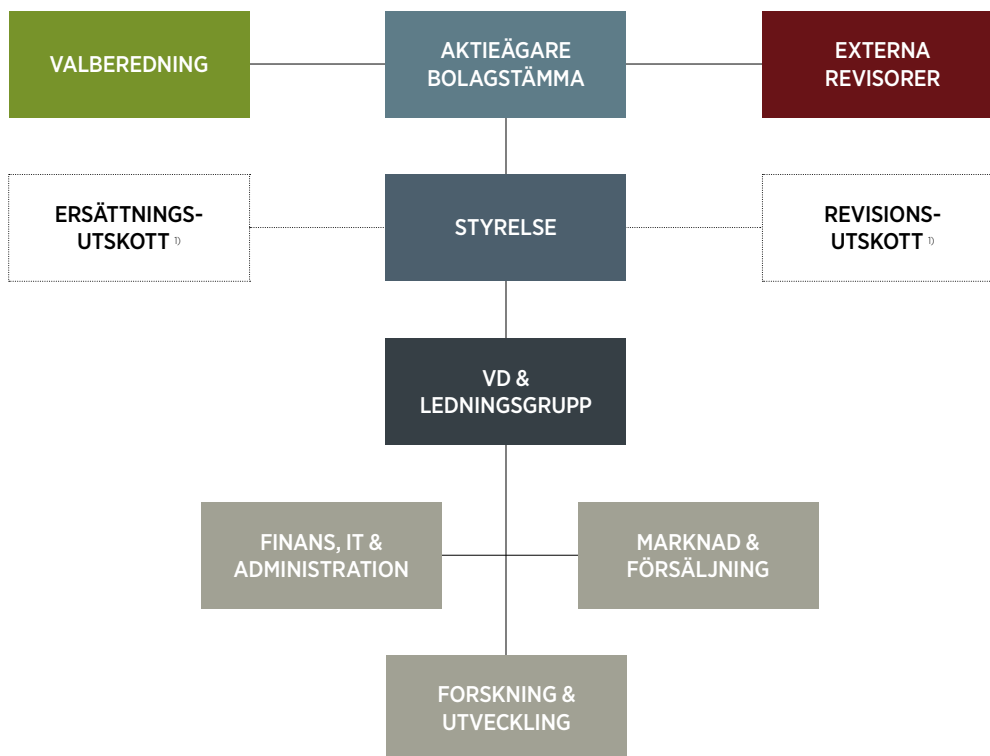 VALBEREDNING
AKTIEÄGARE
BOLAGSTÄMMA
EXTERNA
REVISORER
ERSÄTTNINGS-
UTSKOTT 1)
STYRELSE
REVISIONS-
UTSKOTT 1)
VD &
LEDNINGSGRUPP
FINANS, IT &
ADMINISTRATION
MARKNAD &
FÖRSÄLJNING
FORSKNING &
UTVECKLING